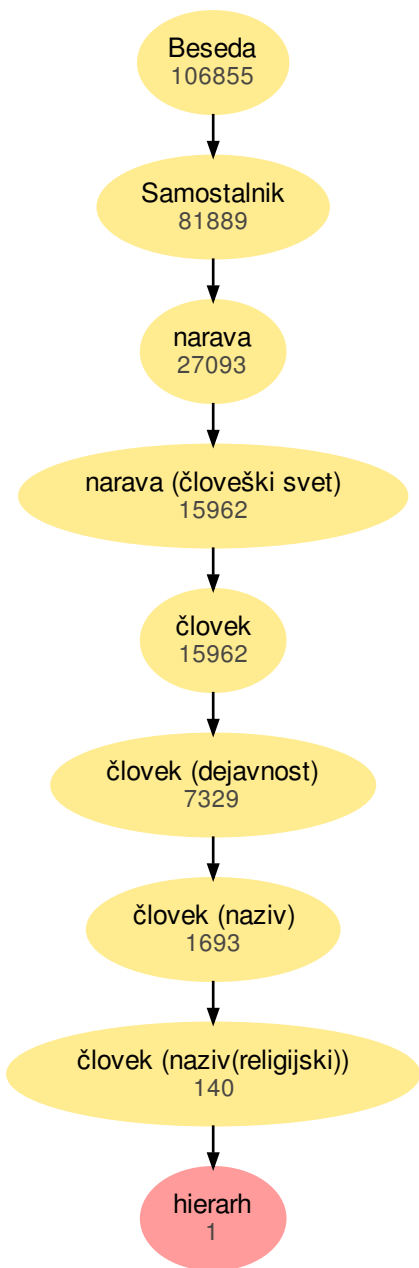 Beseda
106855
Samostalnik
81889
narava
27093
narava (človeški svet)
15962
človek
15962
človek (dejavnost)
7329
človek (naziv)
1693
človek (naziv(religijski))
140
hierarh
1